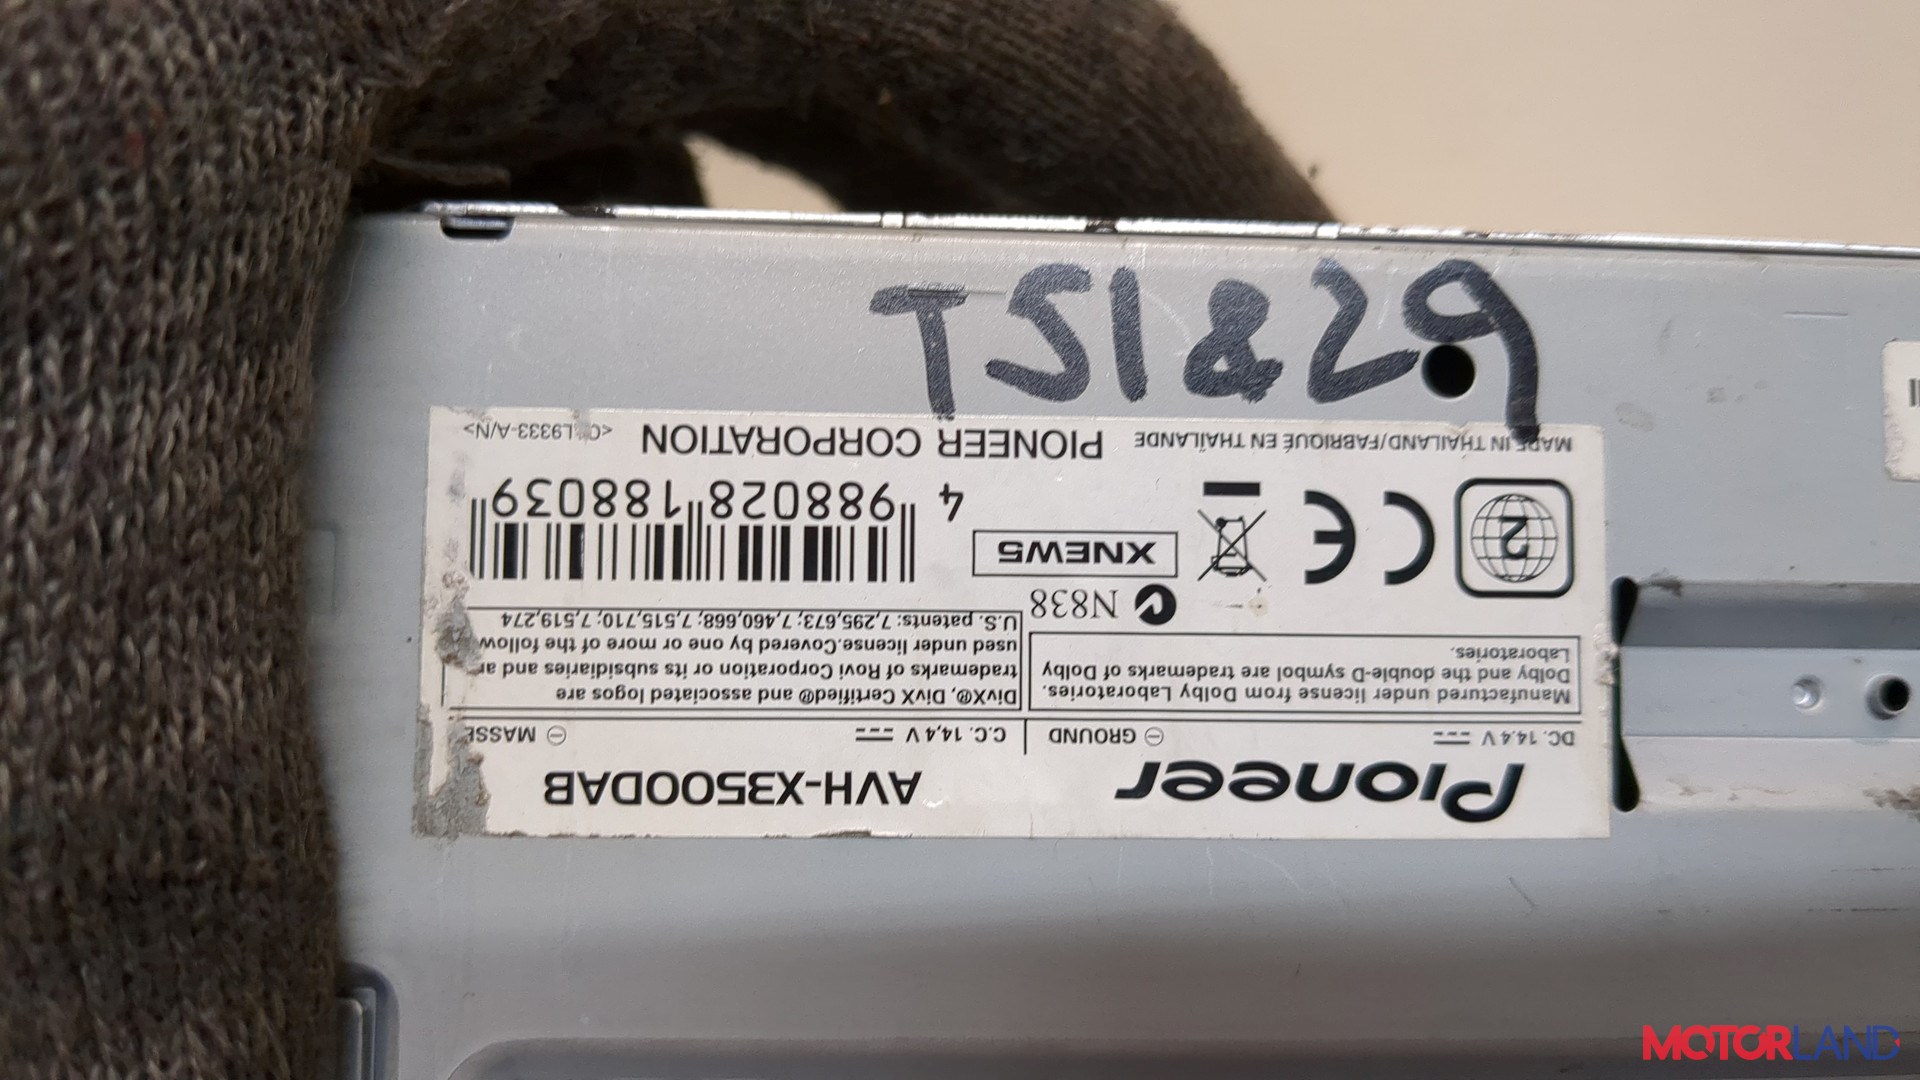 TS1829
Pioneer
AVH-X3500DAB
DC. 14.4 V ⎓ ⊖ GROUND
C.C. 14,4 V ⎓ ⊖ MASSE
Manufactured under license from Dolby Laboratories.
Dolby and the double-D symbol are trademarks of Dolby
Laboratories.
DivX®, DivX Certified® and associated logos are
trademarks of Rovi Corporation or its subsidiaries and ar
used under license.Covered by one or more of the follow
U.S. patents: 7,295,673; 7,460,668; 7,515,710; 7,519,274
2
CE
N838
XNEW5
4 988028 188039
MADE IN THAILAND/FABRIQUÉ EN THAÏLANDE
PIONEER CORPORATION
L9333-A/N>
MOTORLAND